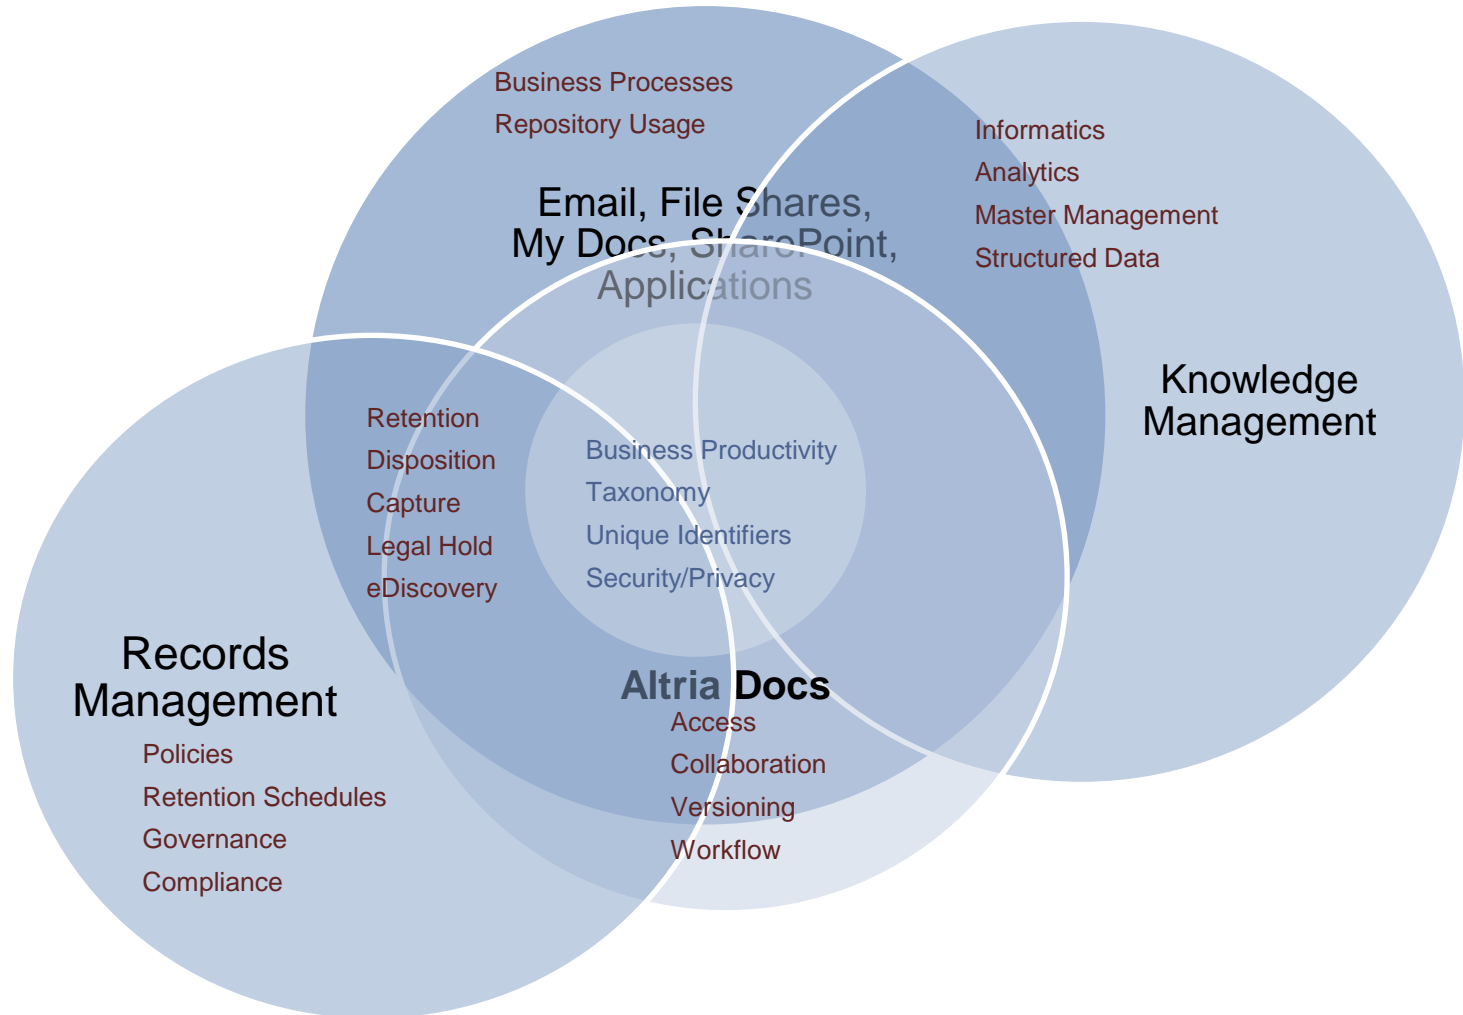 Business Processes
Repository Usage
Email, File Shares,
My Docs, SharePoint,
Applications
Informatics
Analytics
Master Management
Structured Data
Knowledge
Management
Retention
Disposition
Capture
Legal Hold
eDiscovery
Business Productivity
Taxonomy
Unique Identifiers
Security/Privacy
Records
Management
Policies
Retention Schedules
Governance
Compliance
Altria Docs
Access
Collaboration
Versioning
Workflow